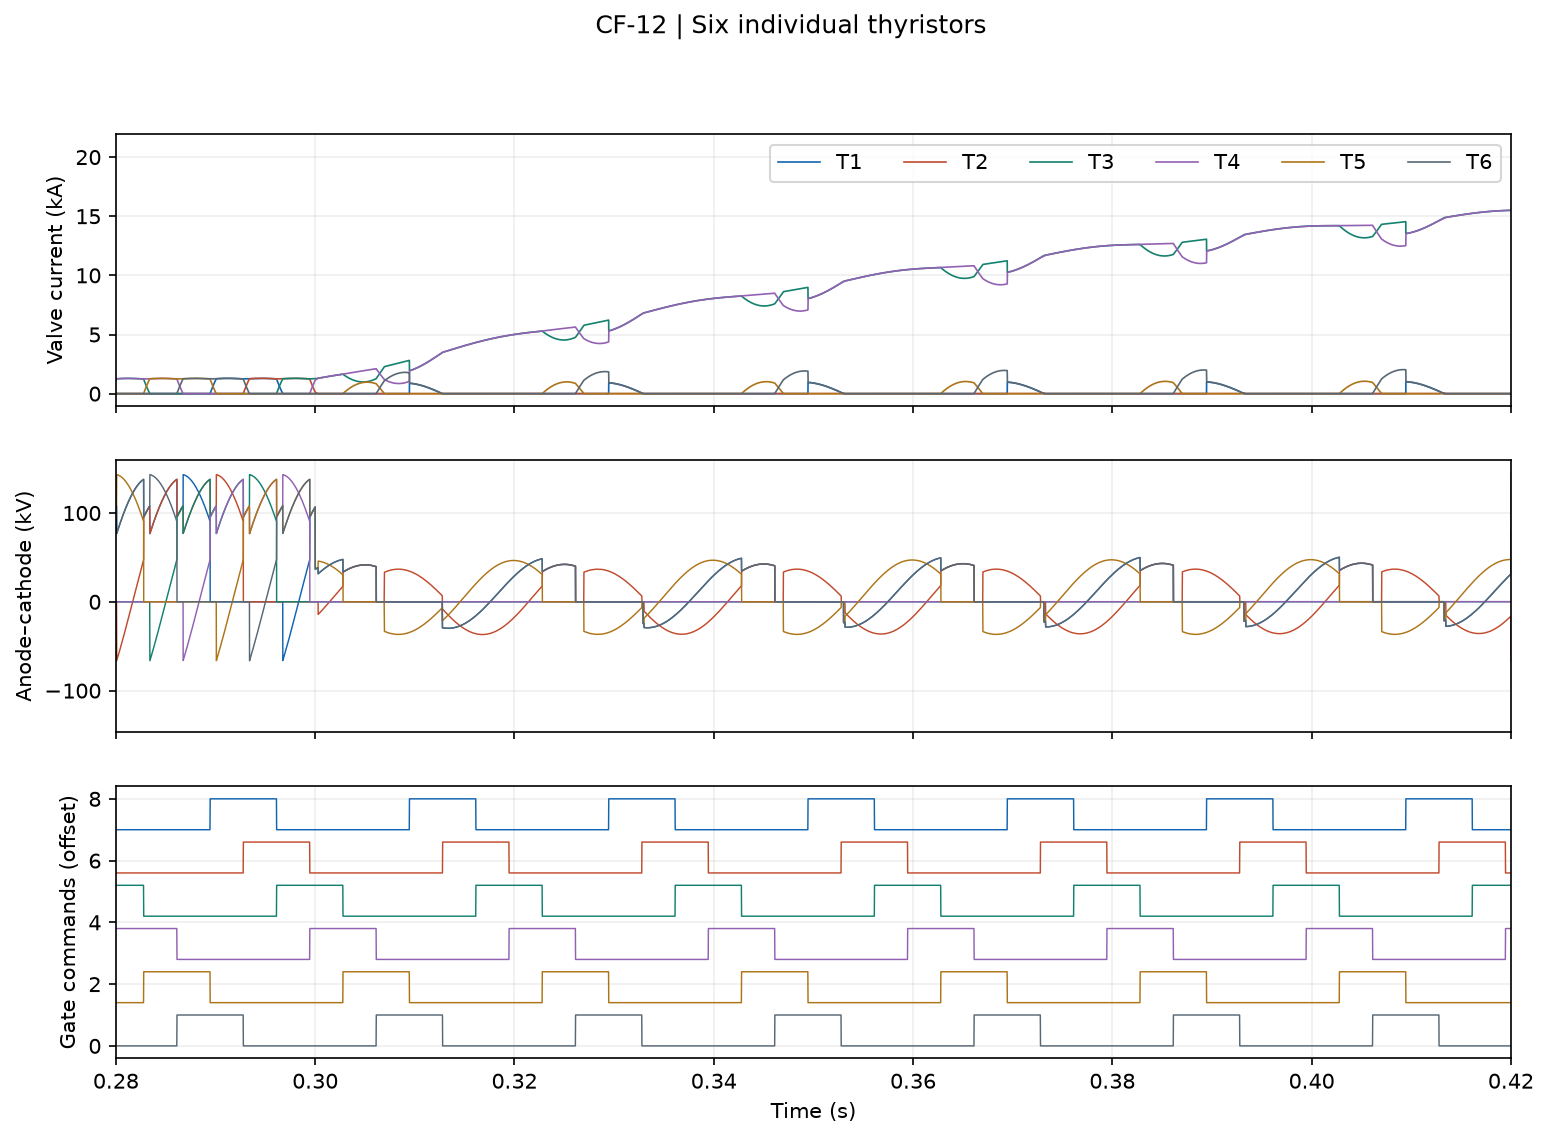 CF-12 | Six individual thyristors
Valve current (kA)
20
15
10
5
0
T1 T2 T3 T4 T5 T6
Anode–cathode (kV)
100
0
−100
Gate commands (offset)
8
6
4
2
0
0.28 0.30 0.32 0.34 0.36 0.38 0.40 0.42
Time (s)